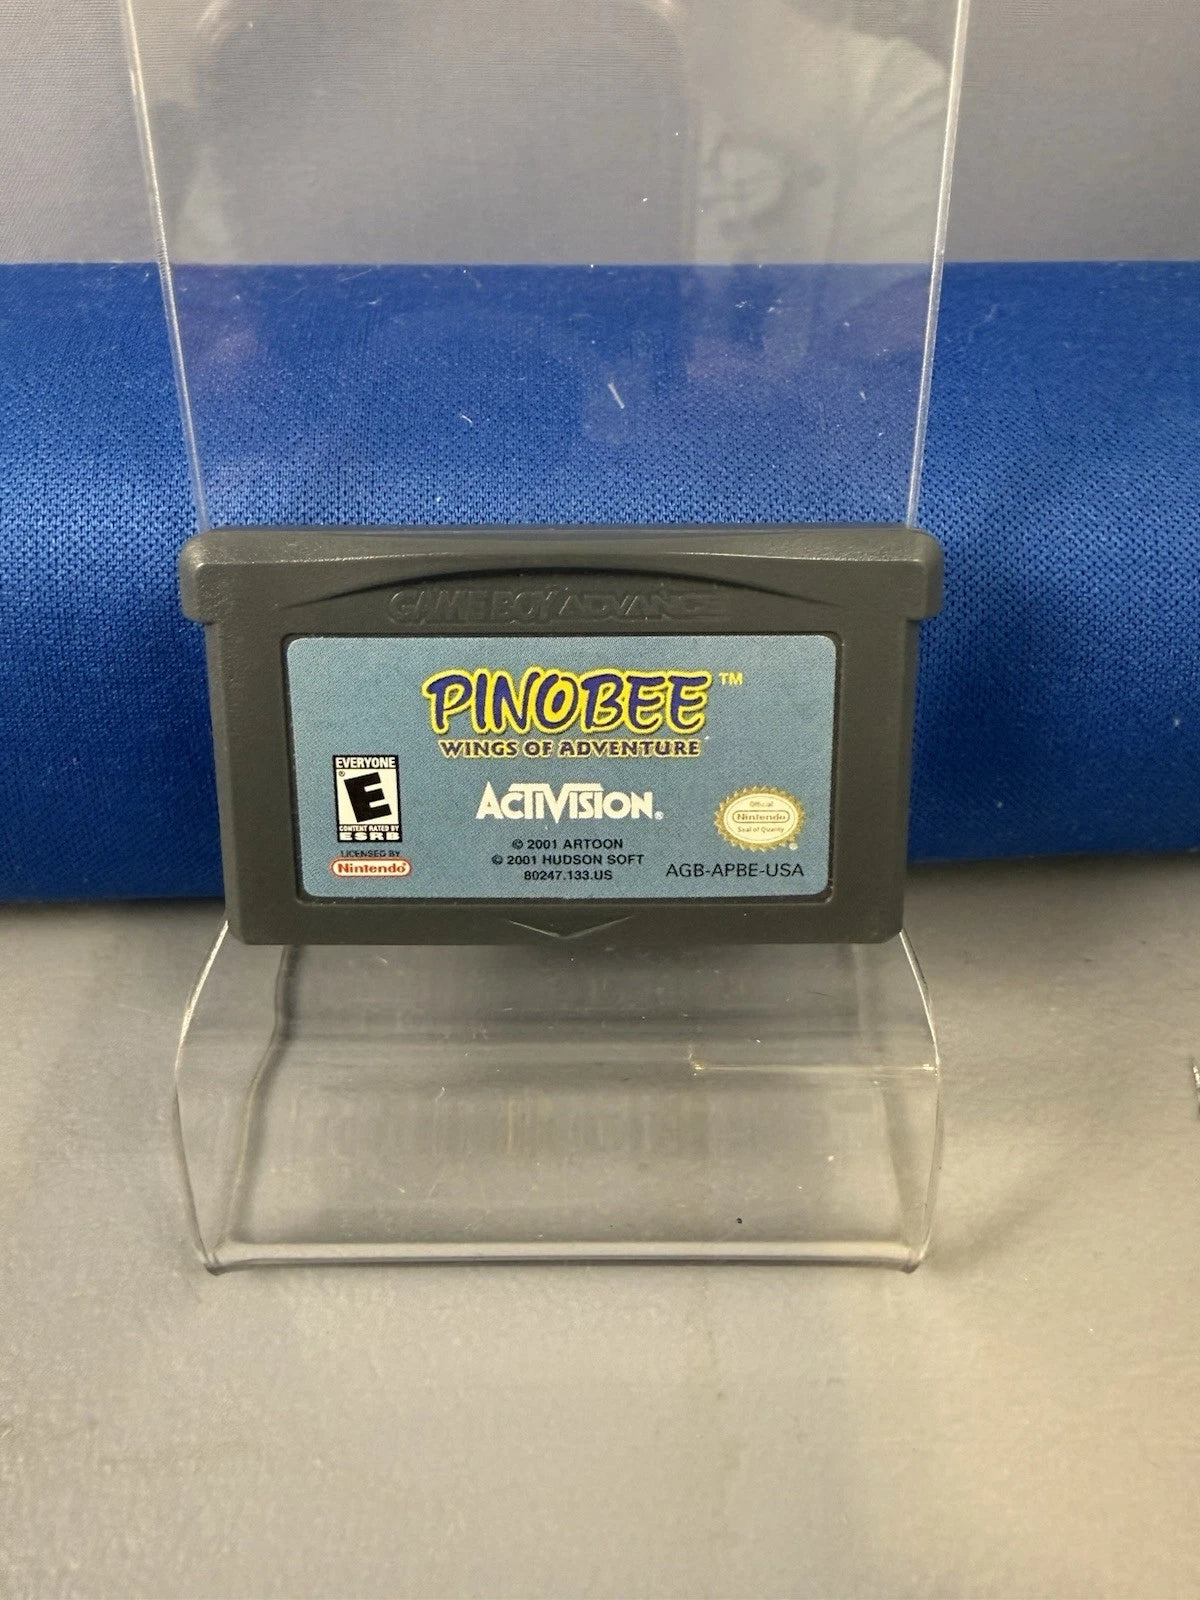 GAME BOY ADVANCE
PINOBEE™
WINGS OF ADVENTURE
EVERYONE
E
®
CONTENT RATED BY
ESRB
LICENSED BY
Nintendo®
ACTIVISION®
© 2001 ARTOON
© 2001 HUDSON SOFT
80247.133.US
Official
Nintendo
Seal of Quality
®
AGB-APBE-USA